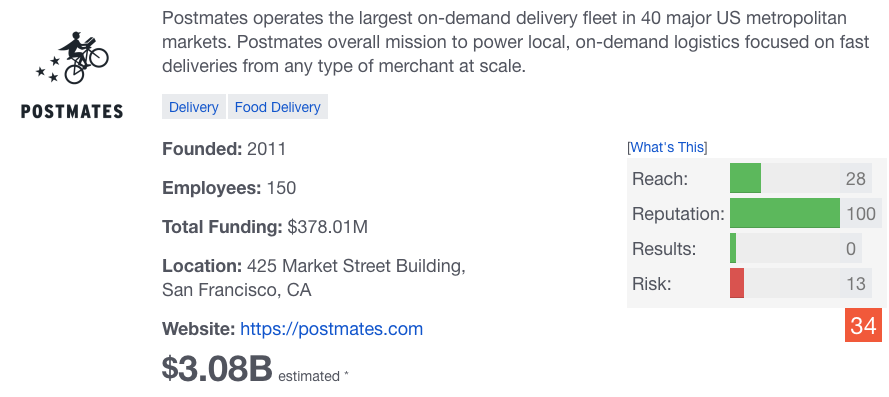 Postmates operates the largest on-demand delivery fleet in 40 major US metropolitan
markets. Postmates overall mission to power local, on-demand logistics focused on fast
deliveries from any type of merchant at scale.
POSTMATES
Delivery Food Delivery
Founded: 2011
Employees: 150
Total Funding: $378.01M
Location: 425 Market Street Building,
San Francisco, CA
Website: https://postmates.com
$3.08B estimated *
[What's This]
Reach: 28
Reputation: 100
Results: 0
Risk: 13
34